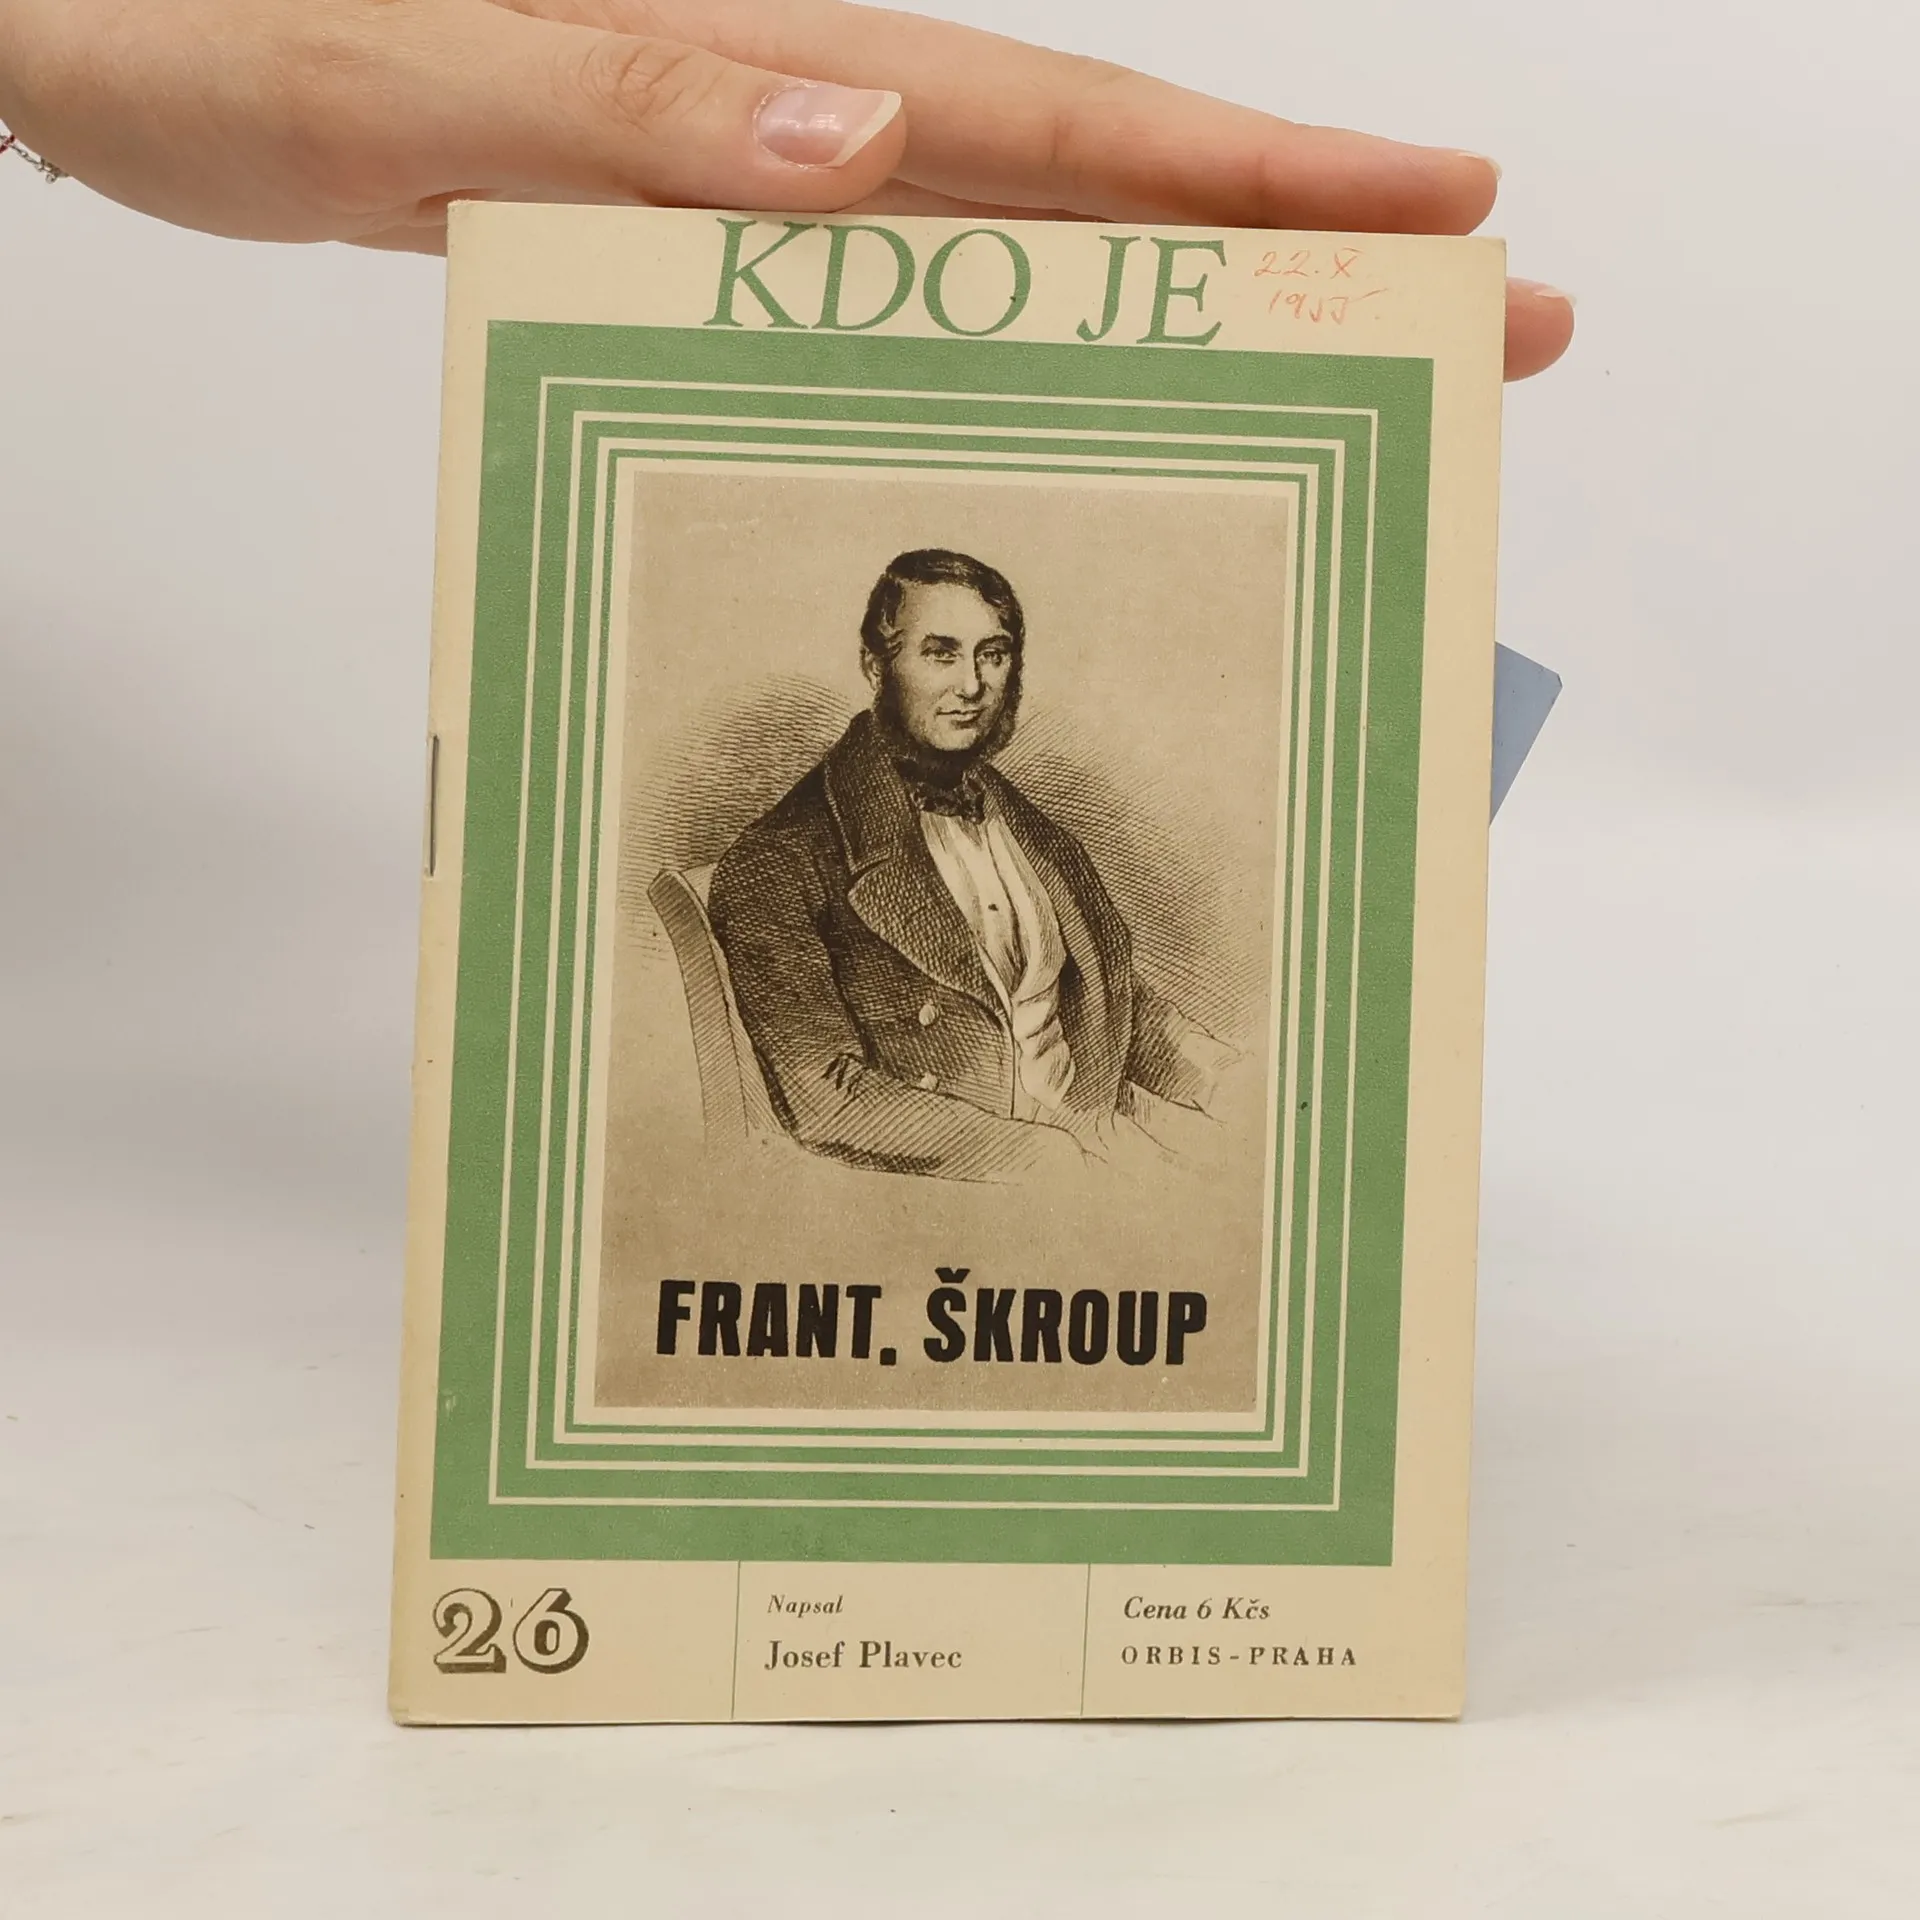 KDO JE
22. X
1955
FRANT. ŠKROUP
26
Napsal
Josef Plavec
Cena 6 Kčs
ORBIS-PRAHA